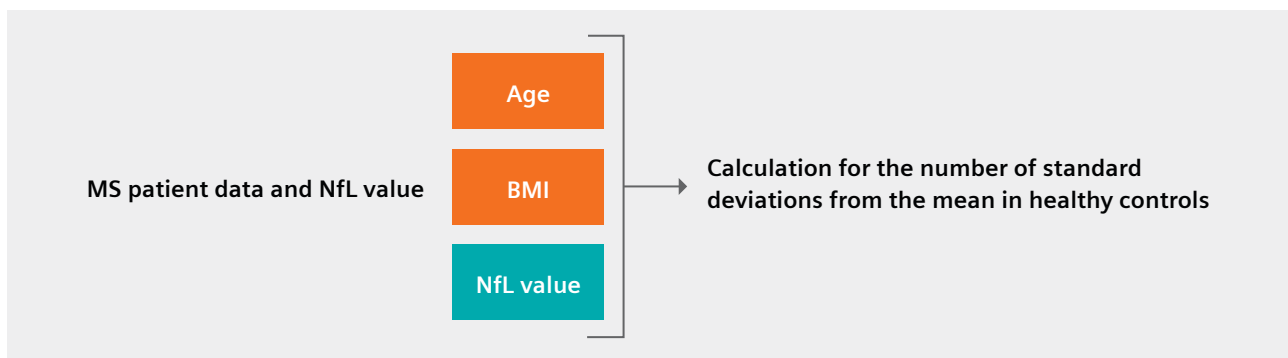 Age
MS patient data and NfL value
BMI
NfL value
Calculation for the number of standard
deviations from the mean in healthy controls